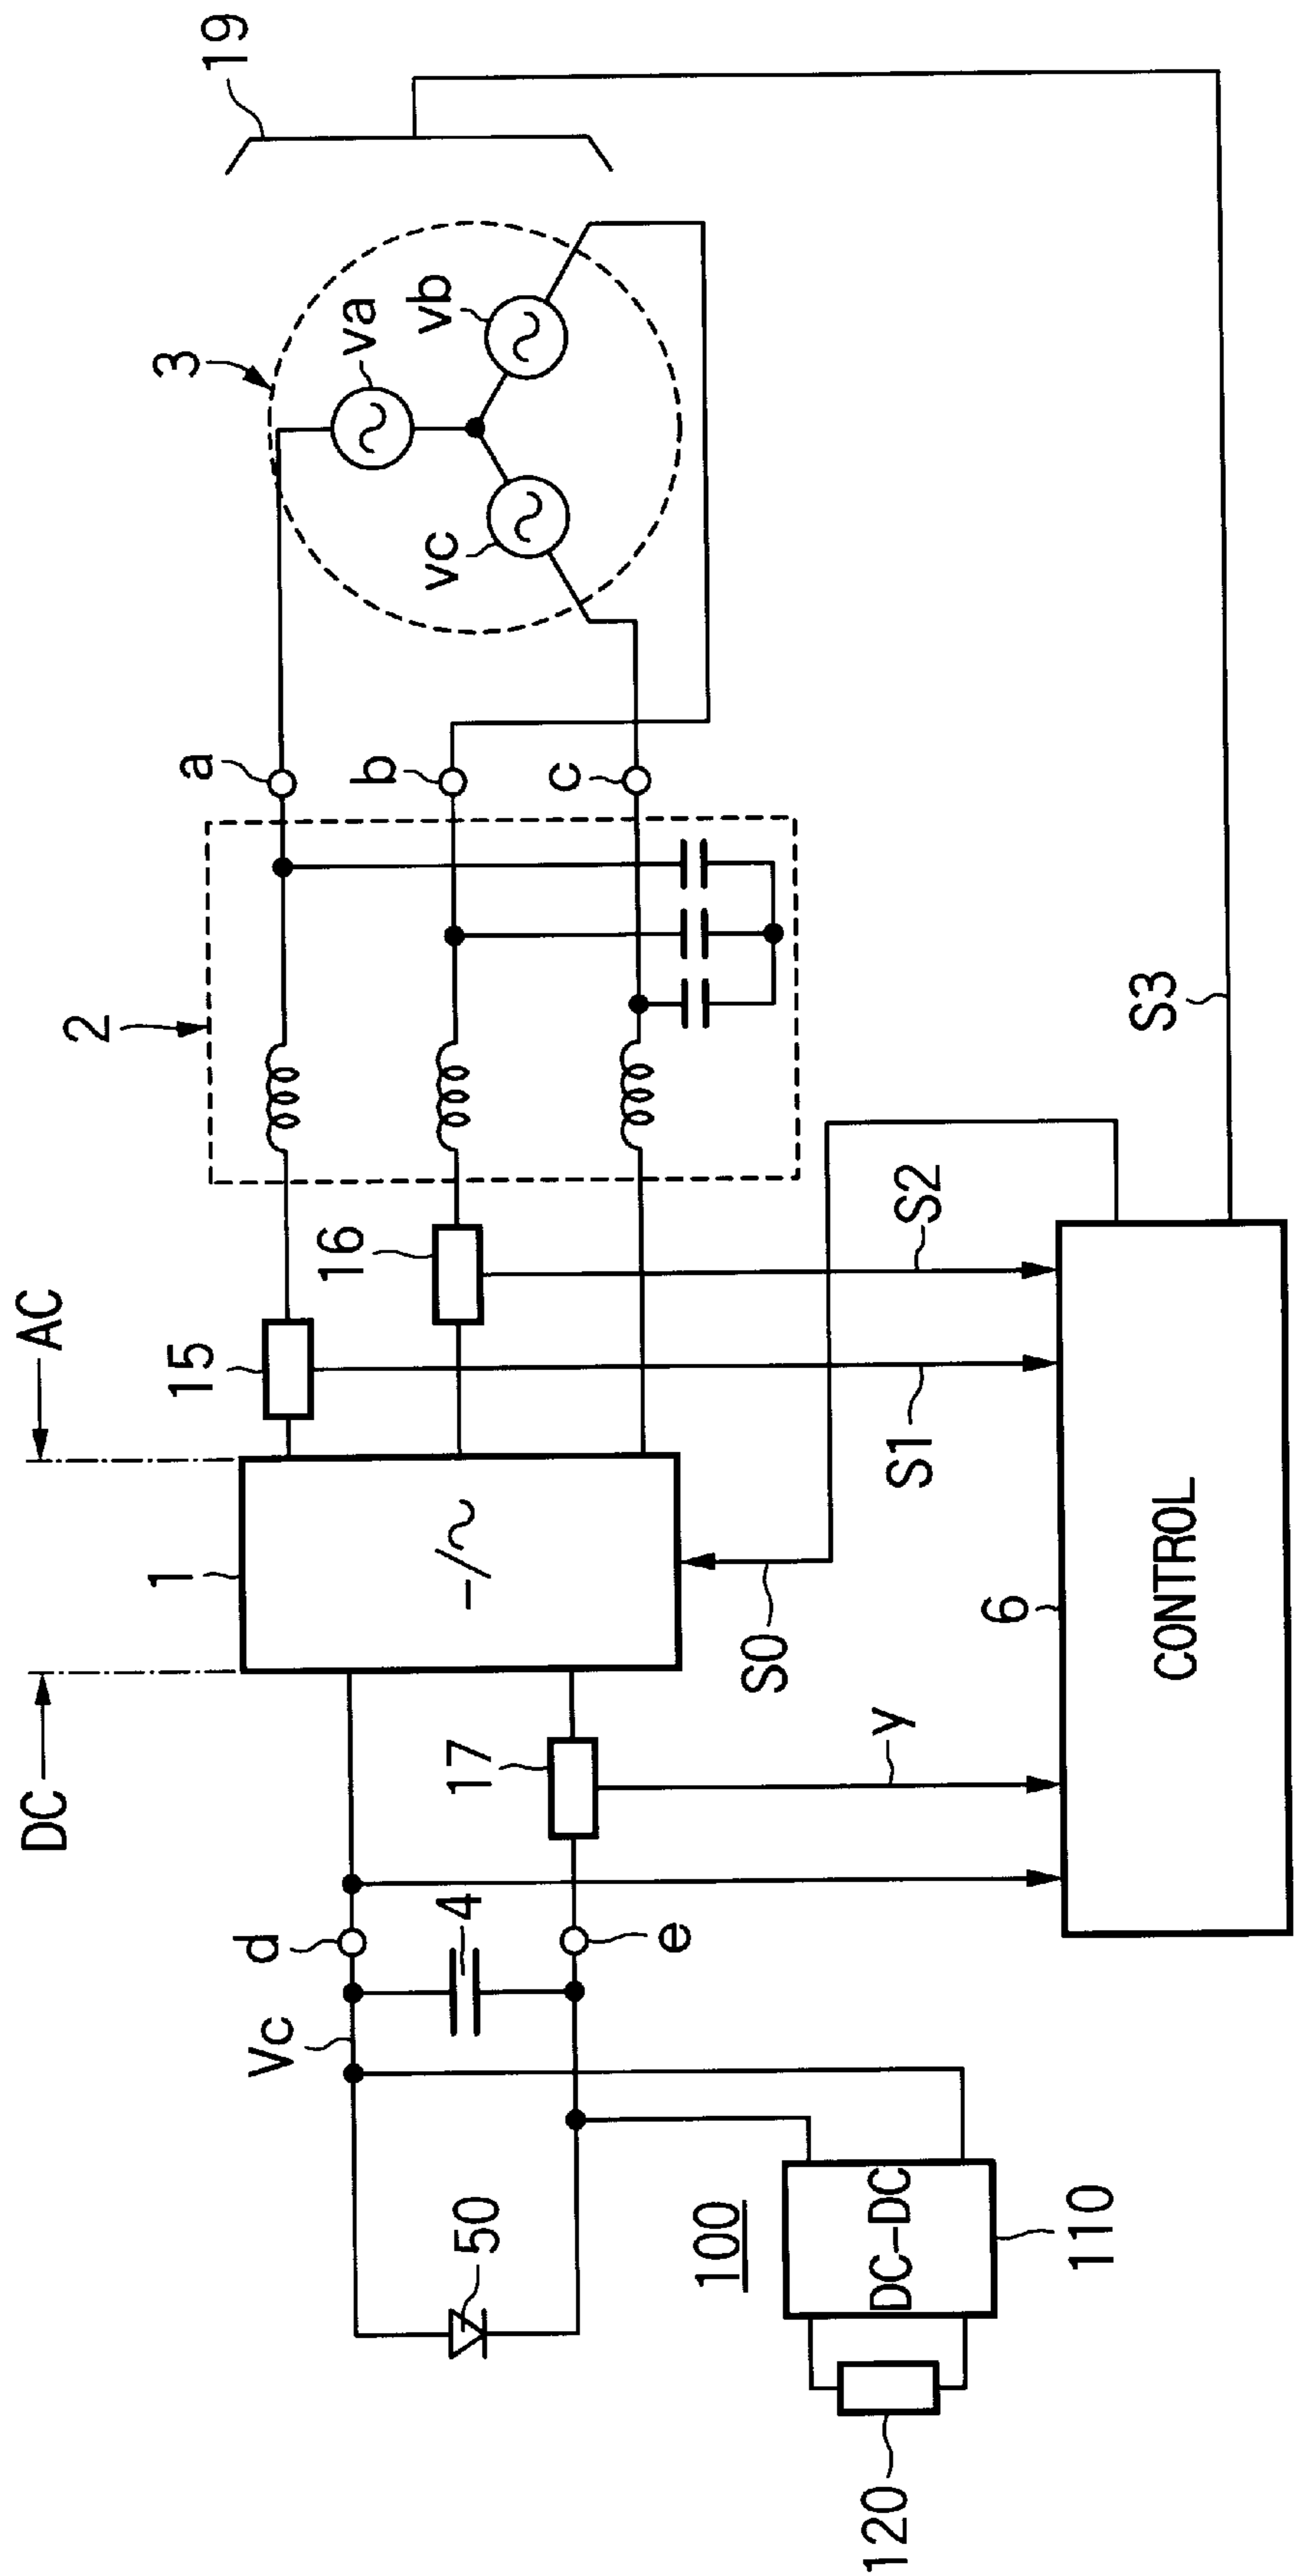 19
3
va
vb
vc
a
b
c
2
S3
16
S2
AC
15
S1
1
-/~
S0
6
CONTROL
DC
17
y
d
4
e
Vc
50
100
DC-DC
110
120